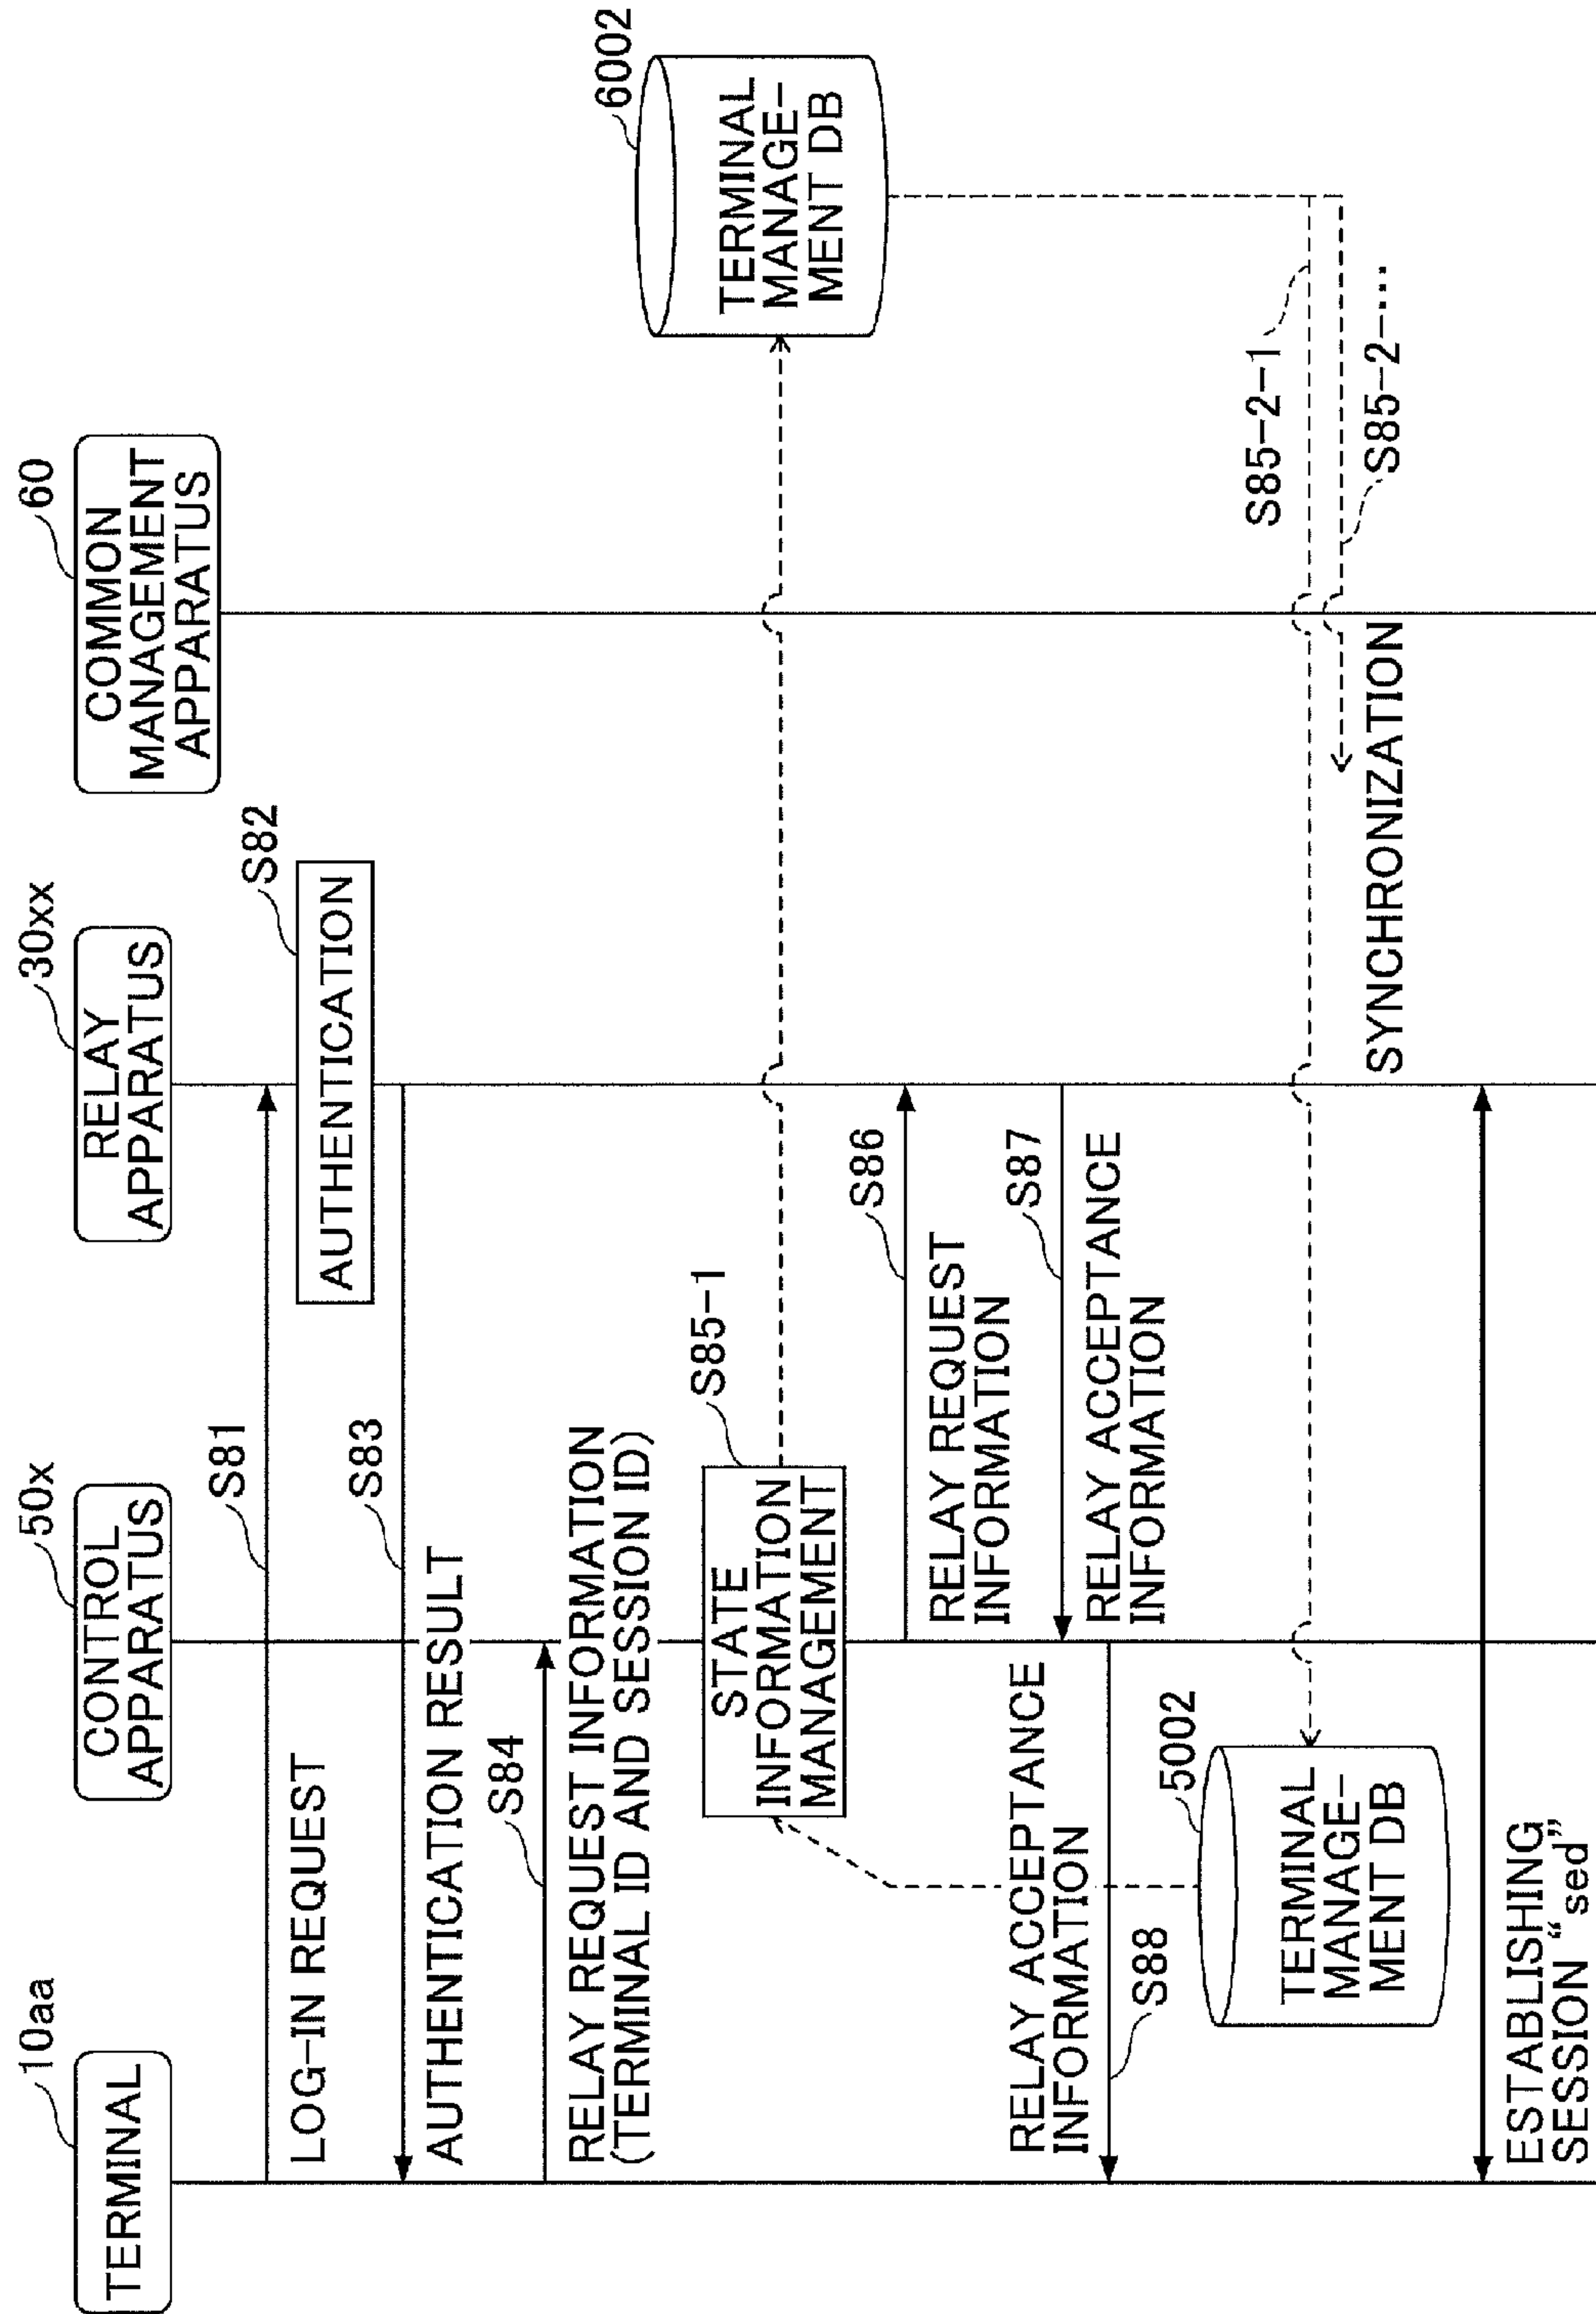 10aa
TERMINAL
50x
CONTROL
APPARATUS
30xx
RELAY
APPARATUS
60
COMMON
MANAGEMENT
APPARATUS
S81
LOG-IN REQUEST
S82
AUTHENTICATION
S83
AUTHENTICATION RESULT
S84
RELAY REQUEST INFORMATION
(TERMINAL ID AND SESSION ID)
S85-1
STATE
INFORMATION
MANAGEMENT
6002
TERMINAL
MANAGE-
MENT DB
S86
RELAY REQUEST
INFORMATION
S87
RELAY ACCEPTANCE
INFORMATION
RELAY ACCEPTANCE
INFORMATION
S88
5002
TERMINAL
MANAGE-
MENT DB
S85-2-1
S85-2-...
SYNCHRONIZATION
ESTABLISHING
SESSION “sed”